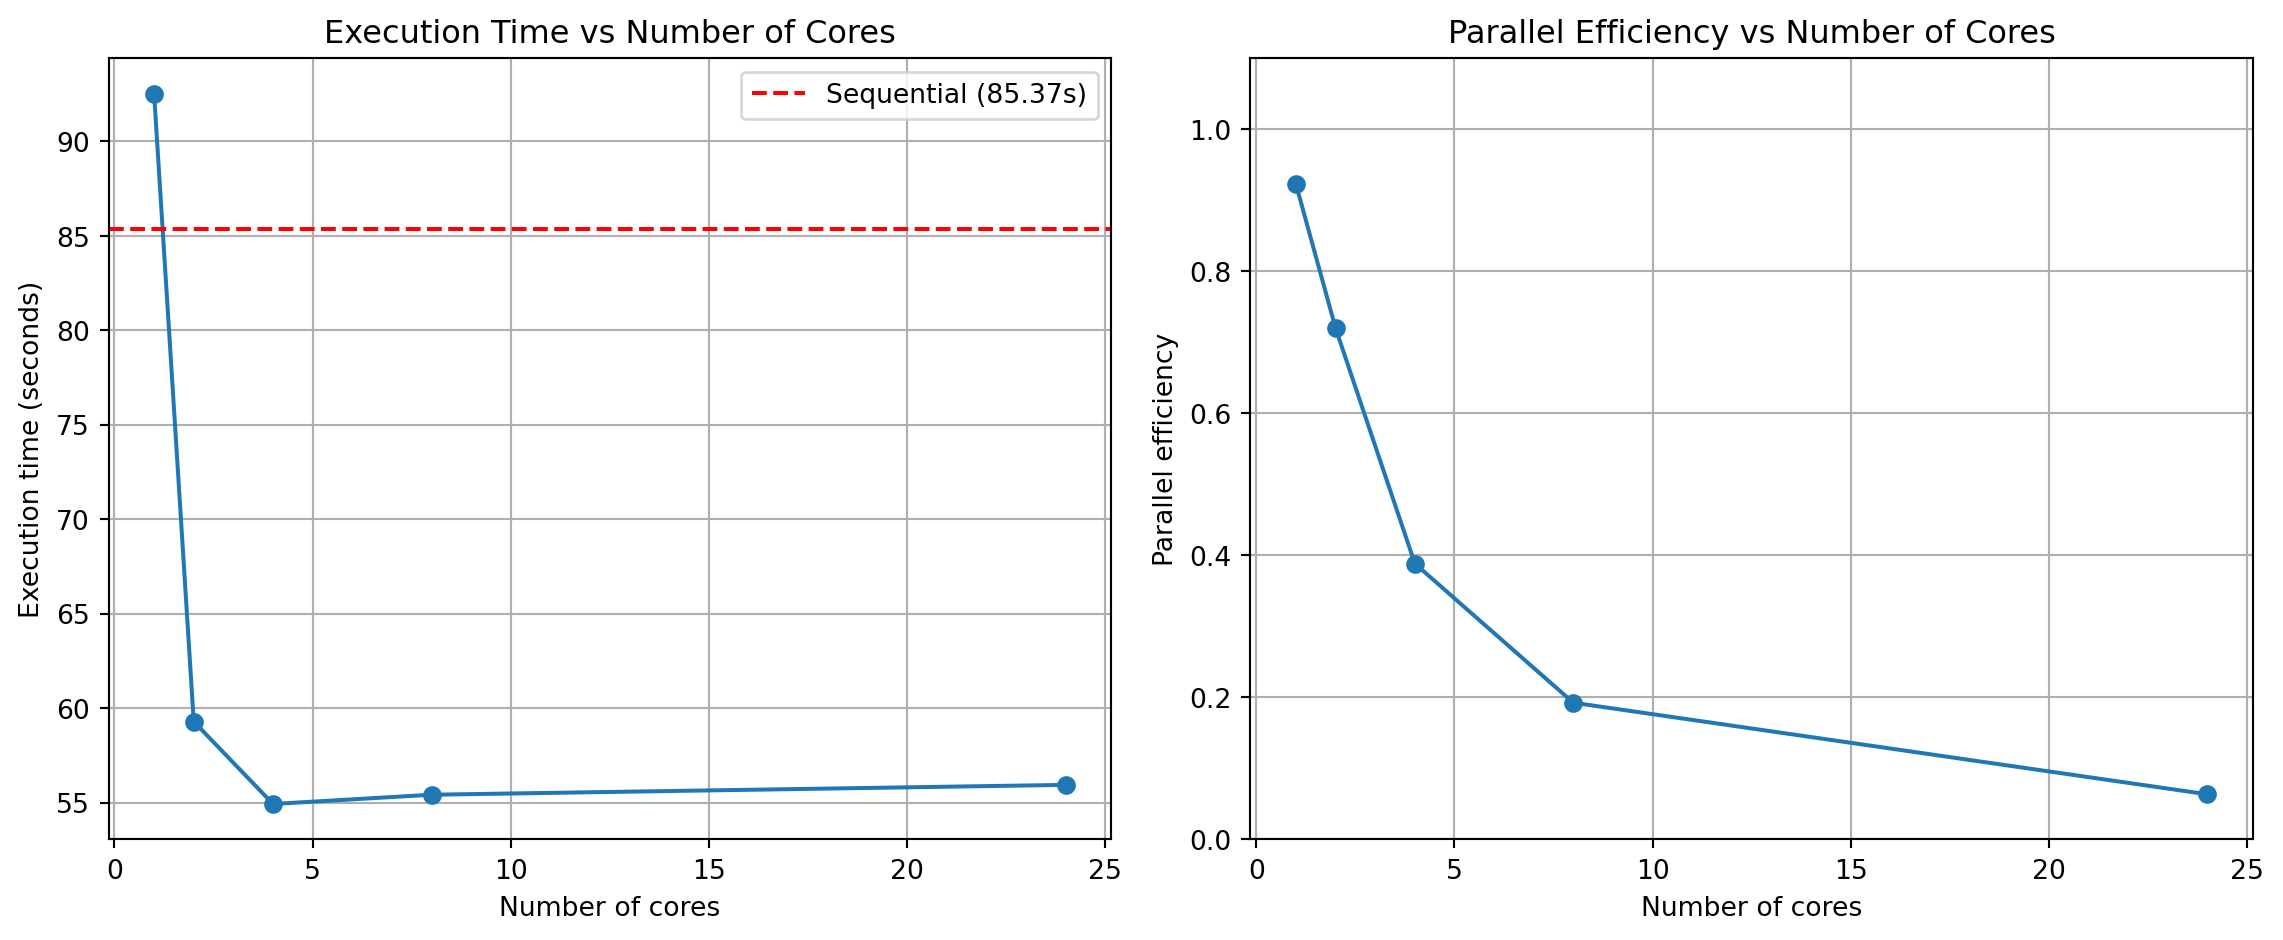 Execution Time vs Number of Cores
Sequential (85.37s)
90
85
80
75
70
65
60
55
Execution time (seconds)
0 5 10 15 20 25
Number of cores
Parallel Efficiency vs Number of Cores
1.0
0.8
0.6
0.4
0.2
0.0
Parallel efficiency
0 5 10 15 20 25
Number of cores